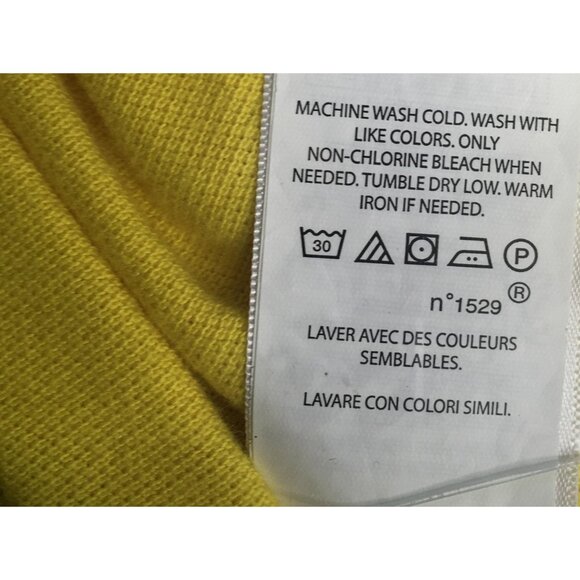 MACHINE WASH COLD. WASH WITH
LIKE COLORS. ONLY
NON-CHLORINE BLEACH WHEN
NEEDED. TUMBLE DRY LOW. WARM
IRON IF NEEDED.
30 P
n°1529 ®
LAVER AVEC DES COULEURS
SEMBLABLES.
LAVARE CON COLORI SIMILI.